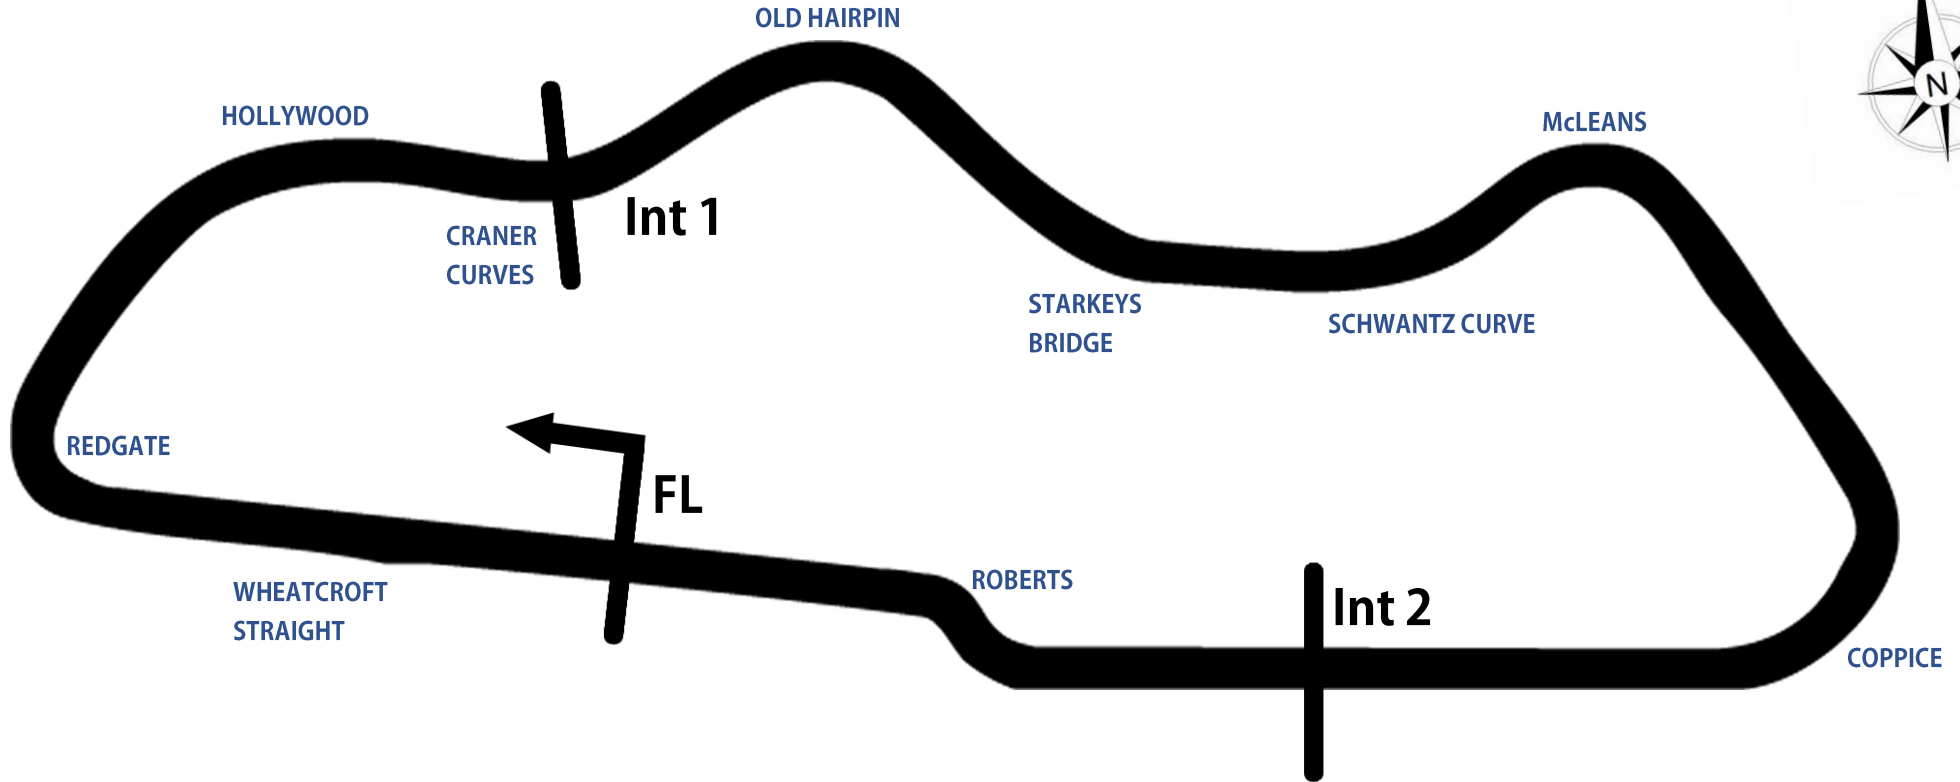 OLD HAIRPIN
N
HOLLYWOOD
McLEANS
Int 1
CRANER
CURVES
STARKEYS
BRIDGE
SCHWANTZ CURVE
REDGATE
FL
WHEATCROFT
STRAIGHT
ROBERTS
Int 2
COPPICE